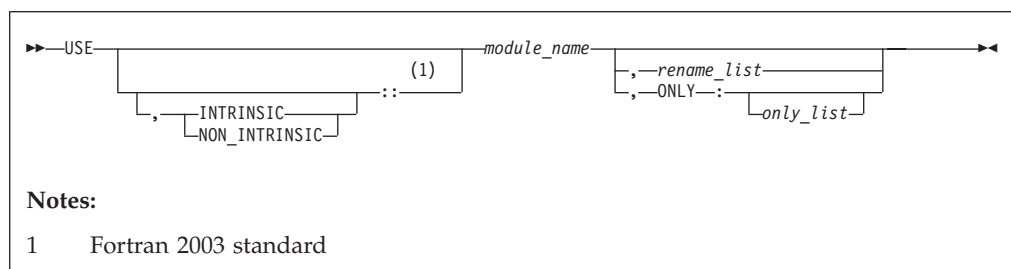 USE module_name
(1) , rename_list
:: , ONLY :
, INTRINSIC only_list
NON_INTRINSIC
Notes:
1 Fortran 2003 standard